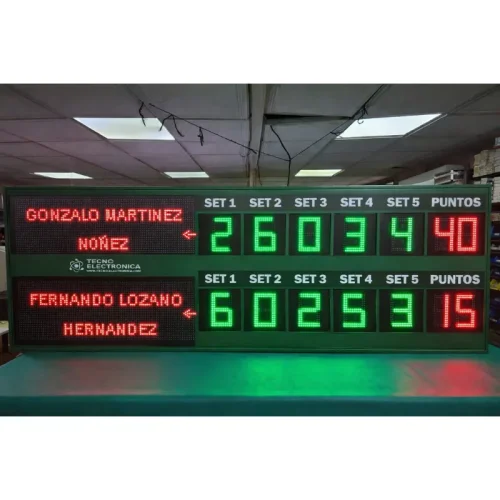 SET 1 SET 2 SET 3 SET 4 SET 5 PUNTOS
GONZALO MARTINEZ
NOÑEZ
2 6 0 3 4 40
TECNO
ELECTRONICA
SET 1 SET 2 SET 3 SET 4 SET 5 PUNTOS
FERNANDO LOZANO
HERNANDEZ
6 0 2 5 3 15